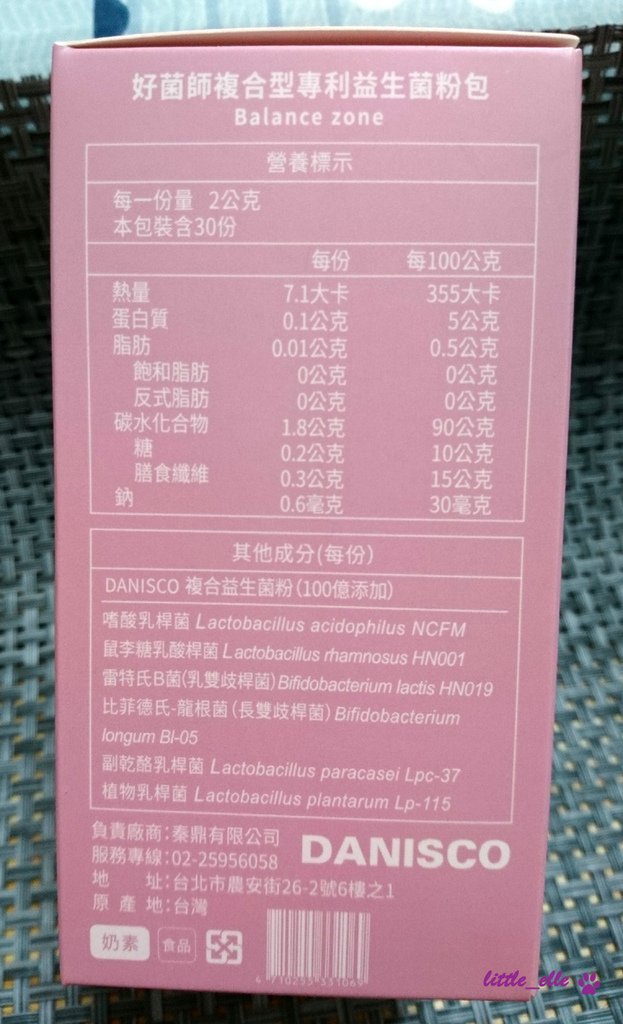 好菌師複合型專利益生菌粉包
Balance zone
營養標示
每一份量 2公克
本包裝含30份
每份 每100公克
熱量 7.1大卡 355大卡
蛋白質 0.1公克 5公克
脂肪 0.01公克 0.5公克
飽和脂肪 0公克 0公克
反式脂肪 0公克 0公克
碳水化合物 1.8公克 90公克
糖 0.2公克 10公克
膳食纖維 0.3公克 15公克
鈉 0.6毫克 30毫克
其他成分(每份)
DANISCO 複合益生菌粉(100億添加)
嗜酸乳桿菌 Lactobacillus acidophilus NCFM
鼠李糖乳酸桿菌 Lactobacillus rhamnosus HN001
雷特氏B菌(乳雙歧桿菌) Bifidobacterium lactis HN019
比菲德氏-龍根菌(長雙歧桿菌) Bifidobacterium
longum Bl-05
副乾酪乳桿菌 Lactobacillus paracasei Lpc-37
植物乳桿菌 Lactobacillus plantarum Lp-115
負責廠商:秦鼎有限公司
服務專線:02-25956058
DANISCO
地 址:台北市農安街26-2號6樓之1
原 產 地:台灣
奶素 食品
4 710293 331069
little_elle